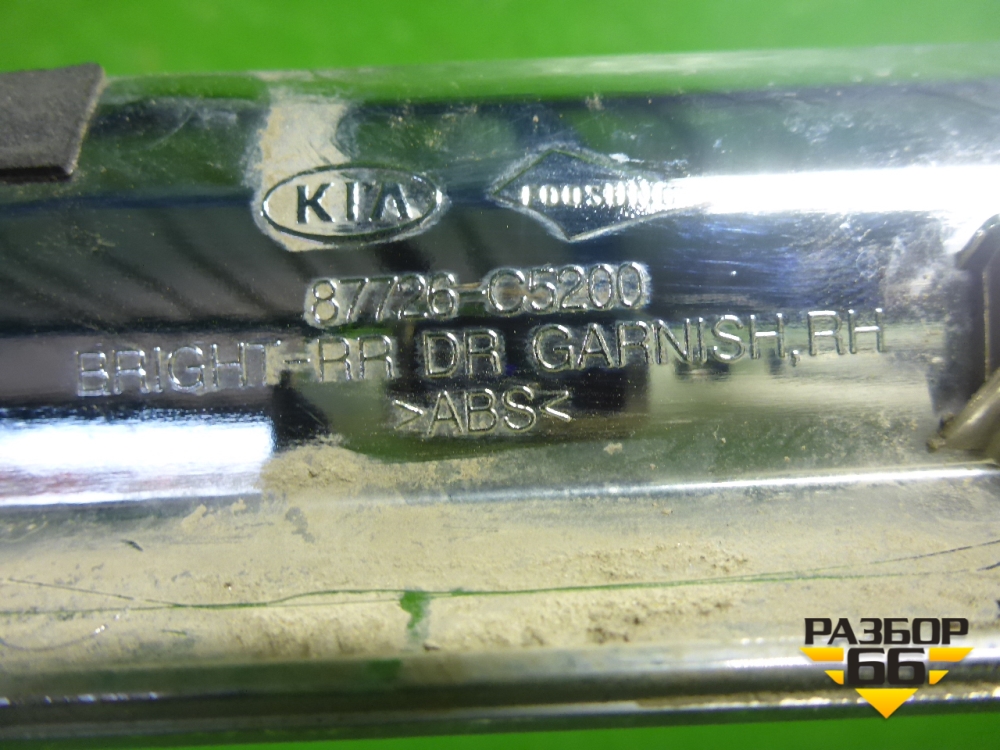 KIA
87726-C5200
BRIGHT-RR DR GARNISH,RH
>ABS<
РАЗБОР
66